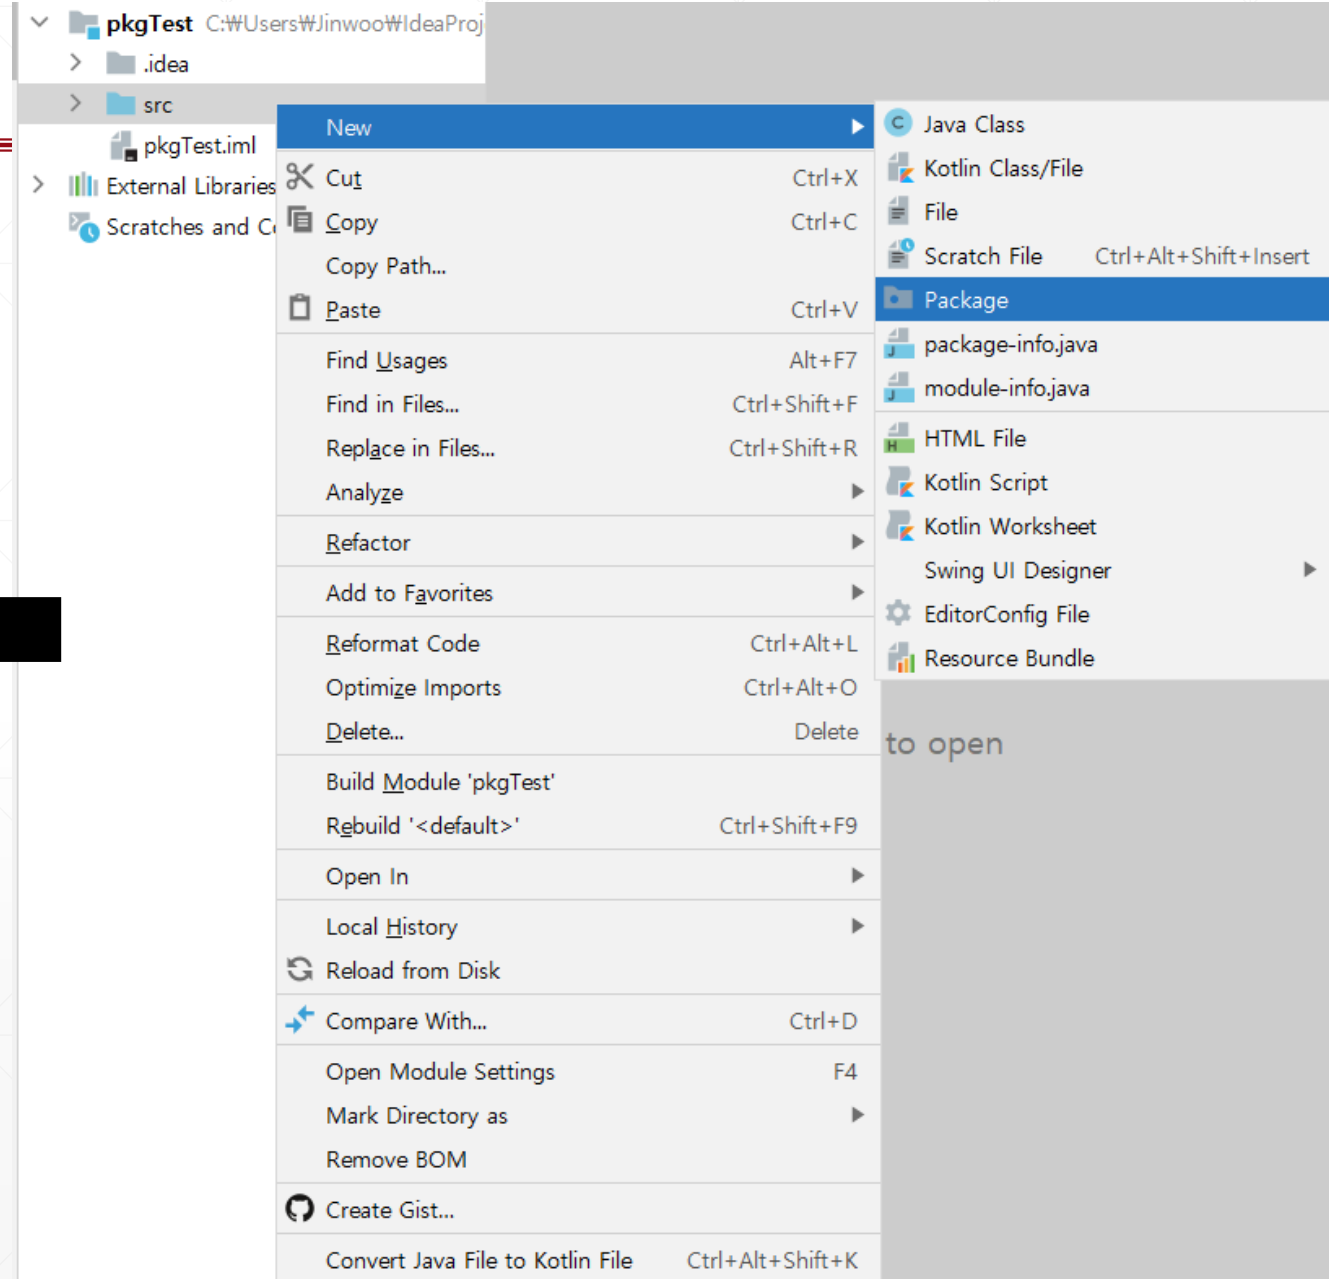 pkgTest C:₩Users₩Jinwoo₩IdeaProj
.idea
src
pkgTest.iml
External Libraries
Scratches and Co
New
Cut Ctrl+X
Copy Ctrl+C
Copy Path...
Paste Ctrl+V
Find Usages Alt+F7
Find in Files... Ctrl+Shift+F
Replace in Files... Ctrl+Shift+R
Analyze
Refactor
Add to Favorites
Reformat Code Ctrl+Alt+L
Optimize Imports Ctrl+Alt+O
Delete... Delete
Build Module 'pkgTest'
Rebuild '<default>' Ctrl+Shift+F9
Open In
Local History
Reload from Disk
Compare With... Ctrl+D
Open Module Settings F4
Mark Directory as
Remove BOM
Create Gist...
Convert Java File to Kotlin File Ctrl+Alt+Shift+K
C Java Class
Kotlin Class/File
File
Scratch File Ctrl+Alt+Shift+Insert
Package
J package-info.java
J module-info.java
H HTML File
Kotlin Script
Kotlin Worksheet
Swing UI Designer
EditorConfig File
Resource Bundle
to open